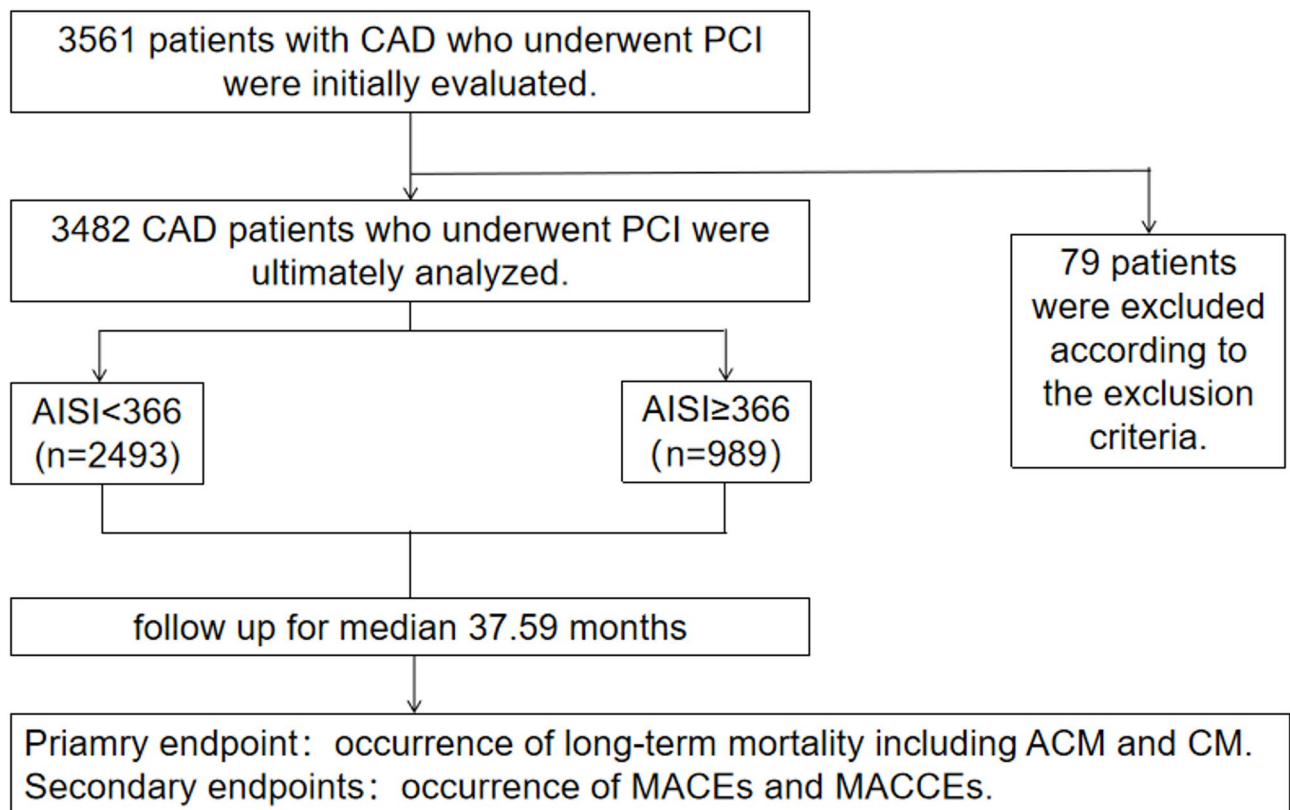 3561 patients with CAD who underwent PCI
were initially evaluated.
3482 CAD patients who underwent PCI were
ultimately analyzed.
79 patients
were excluded
according to
the exclusion
criteria.
AISI<366
(n=2493)
AISI≥366
(n=989)
follow up for median 37.59 months
Priamry endpoint： occurrence of long-term mortality including ACM and CM.
Secondary endpoints： occurrence of MACEs and MACCEs.